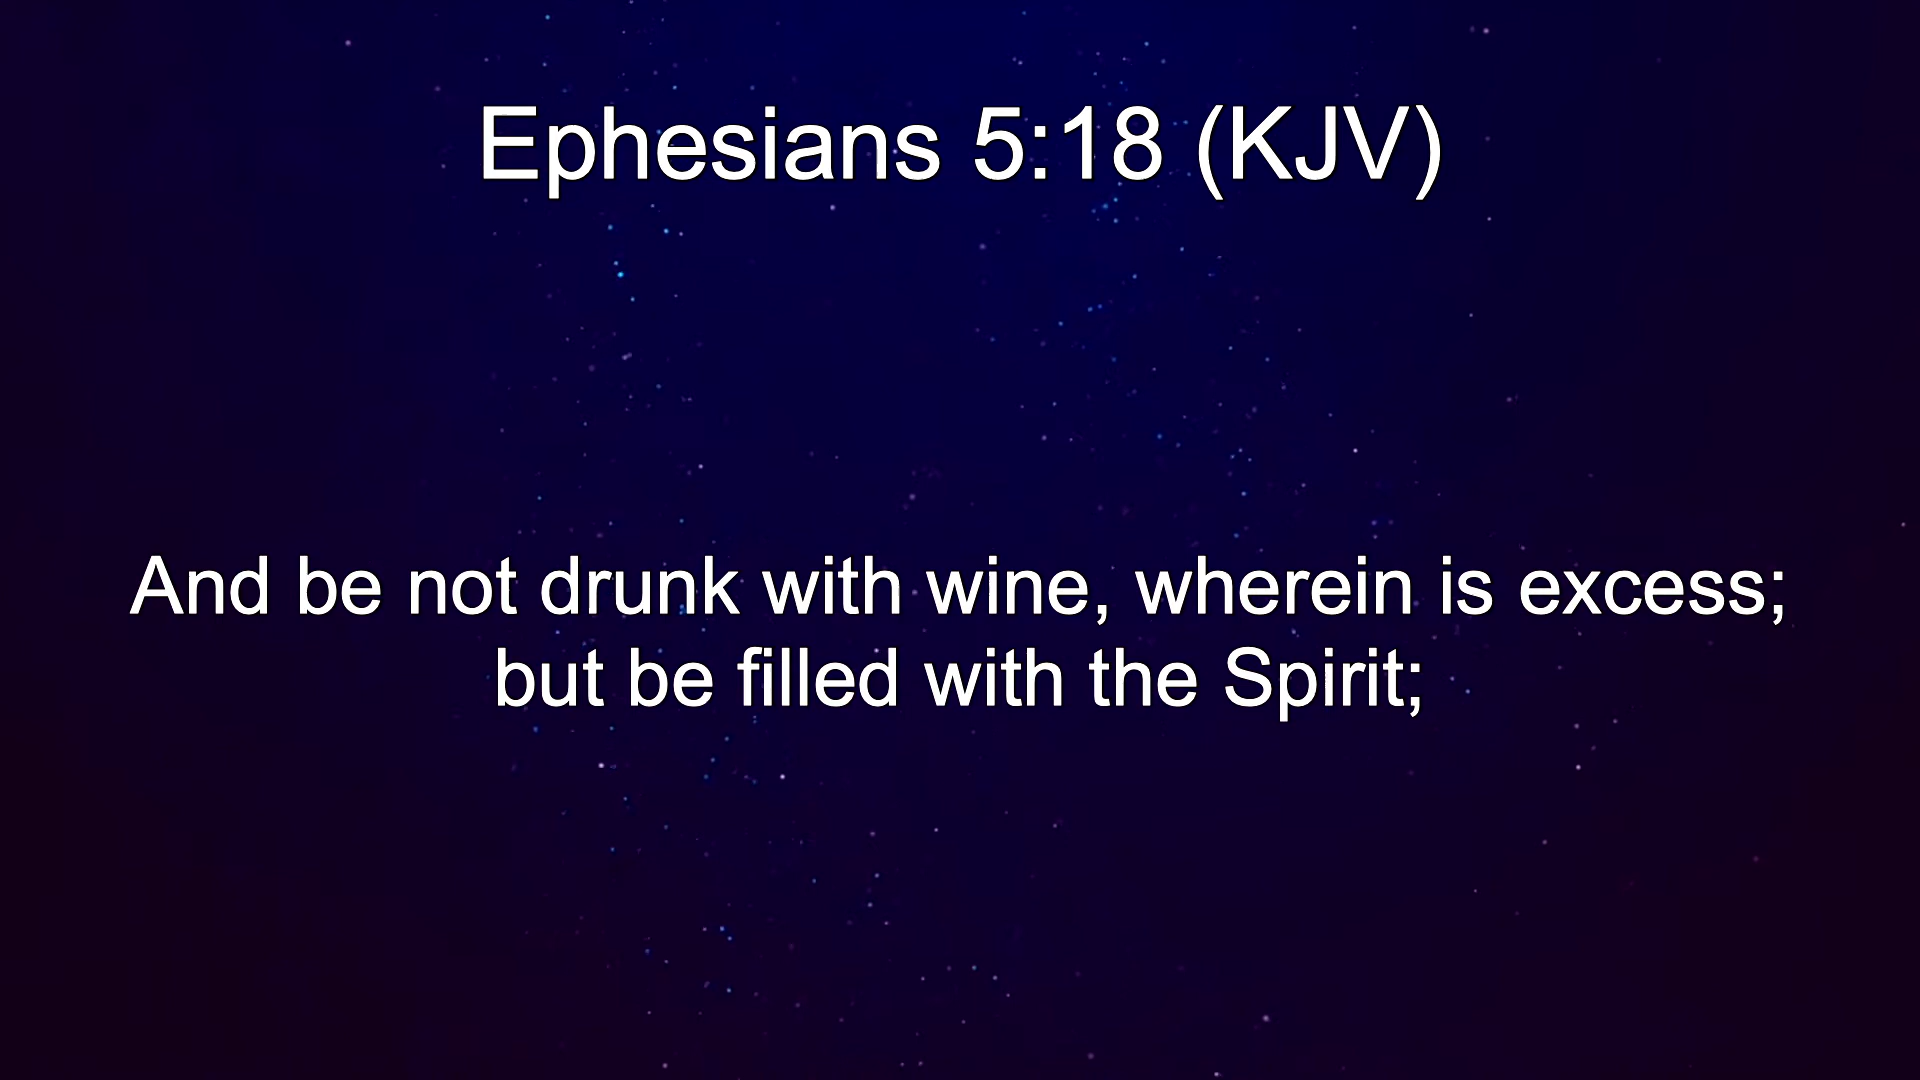 Ephesians 5:18 (KJV)
And be not drunk with wine, wherein is excess;
but be filled with the Spirit;